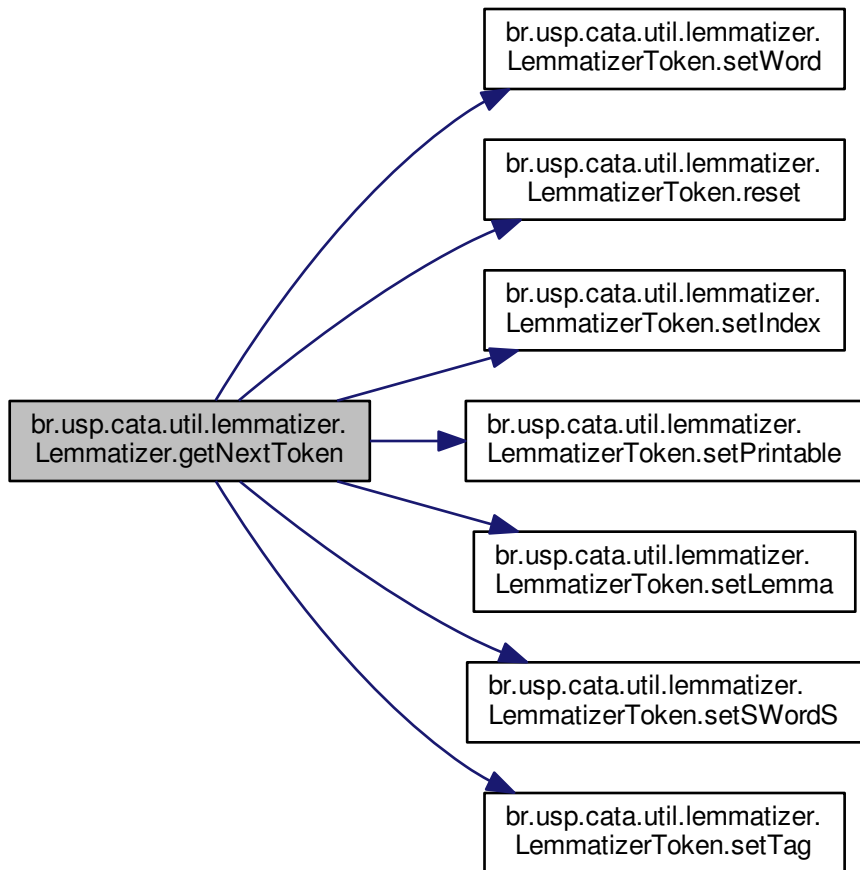 br.usp.cata.util.lemmatizer.
LemmatizerToken.setWord
br.usp.cata.util.lemmatizer.
LemmatizerToken.reset
br.usp.cata.util.lemmatizer.
LemmatizerToken.setIndex
br.usp.cata.util.lemmatizer.
Lemmatizer.getNextToken
br.usp.cata.util.lemmatizer.
LemmatizerToken.setPrintable
br.usp.cata.util.lemmatizer.
LemmatizerToken.setLemma
br.usp.cata.util.lemmatizer.
LemmatizerToken.setSWordS
br.usp.cata.util.lemmatizer.
LemmatizerToken.setTag